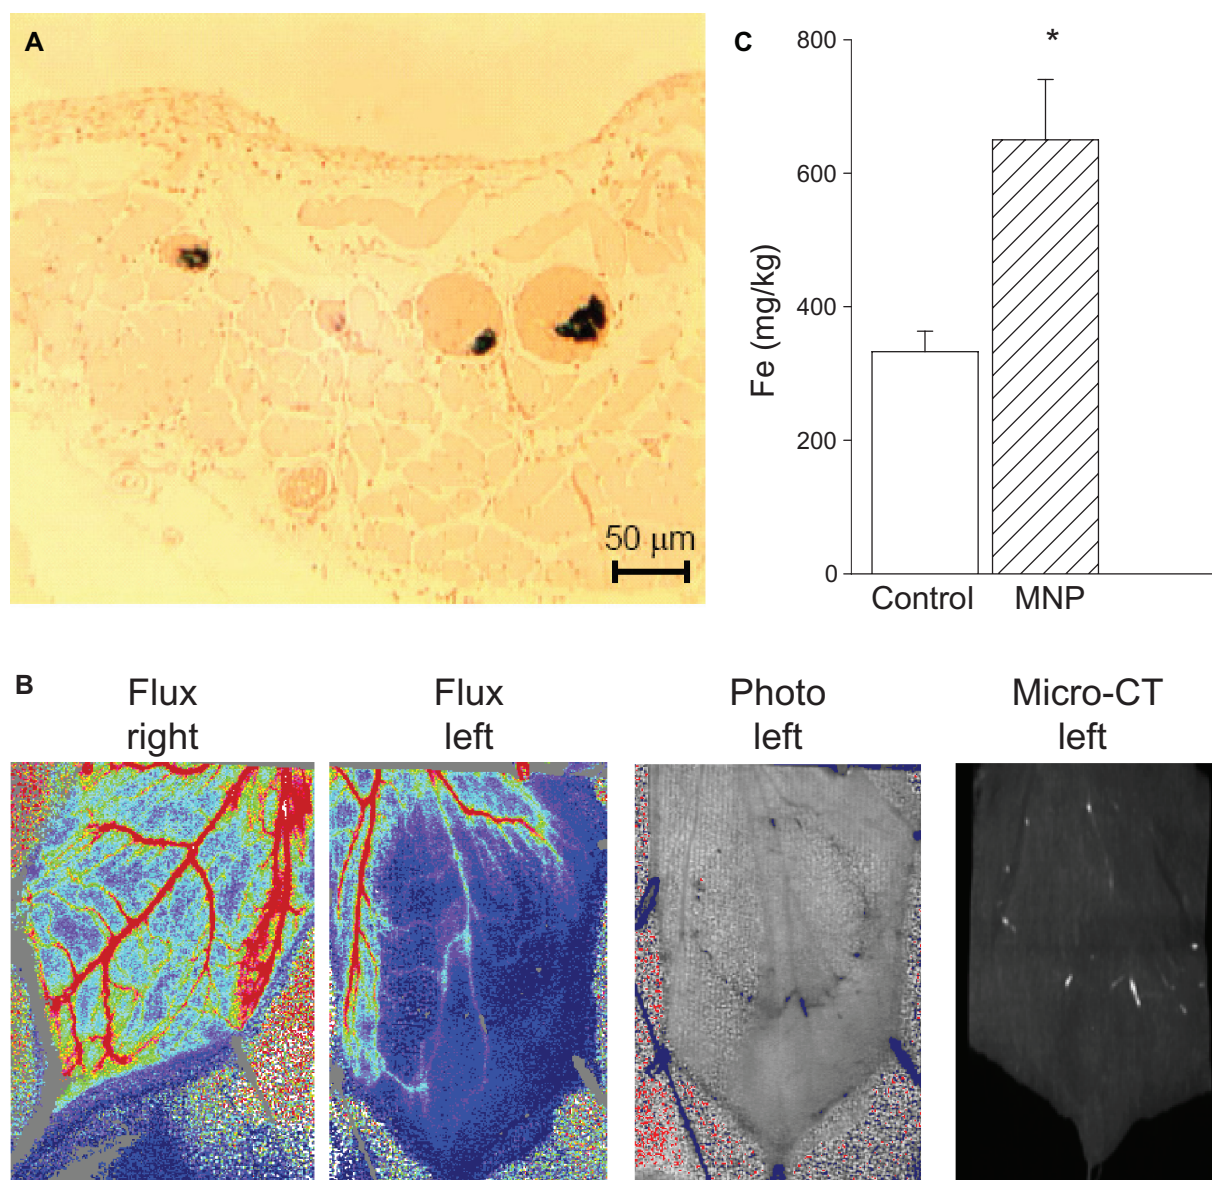 A
50 μm
C
*
800
600
400
200
0
Fe (mg/kg)
Control MNP
B
Flux
right
Flux
left
Photo
left
Micro-CT
left